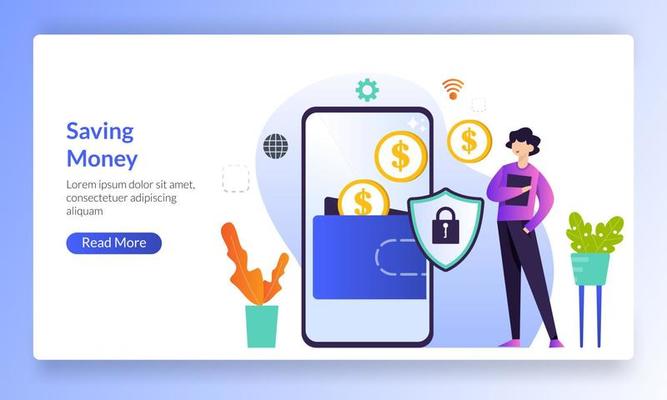 Saving
Money
Lorem ipsum dolor sit amet,
consectetuer adipiscing
aliquam
Read More
$
$
$